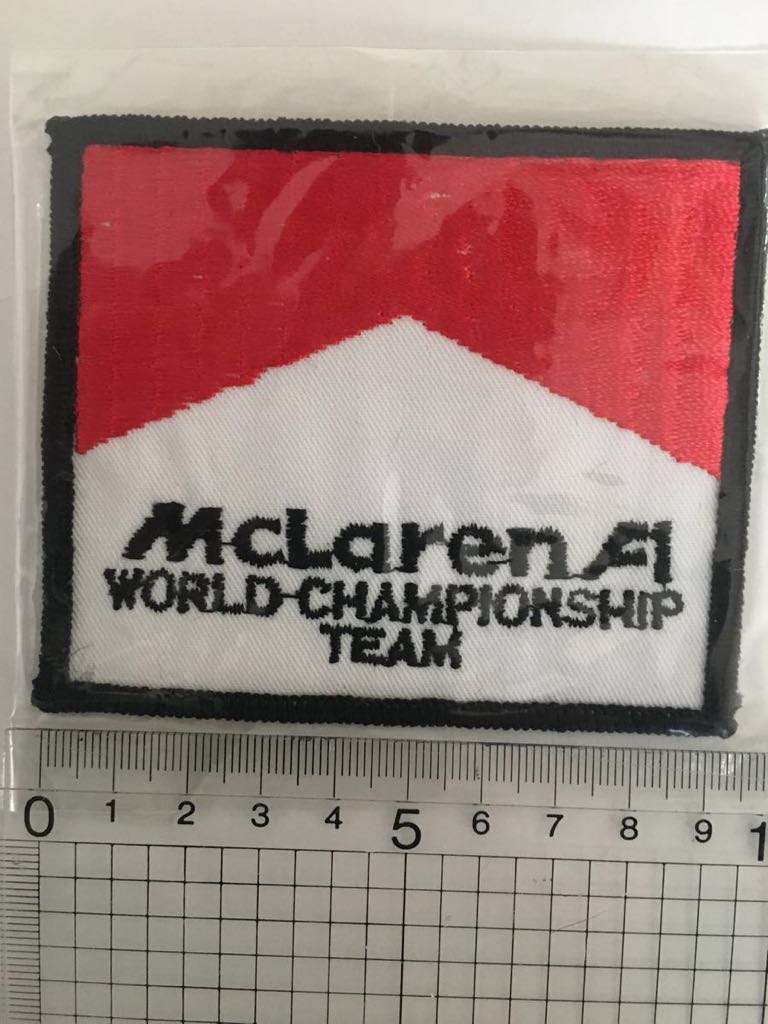 McLaren F1
WORLD CHAMPIONSHIP
TEAM
0 1 2 3 4 5 6 7 8 9 1